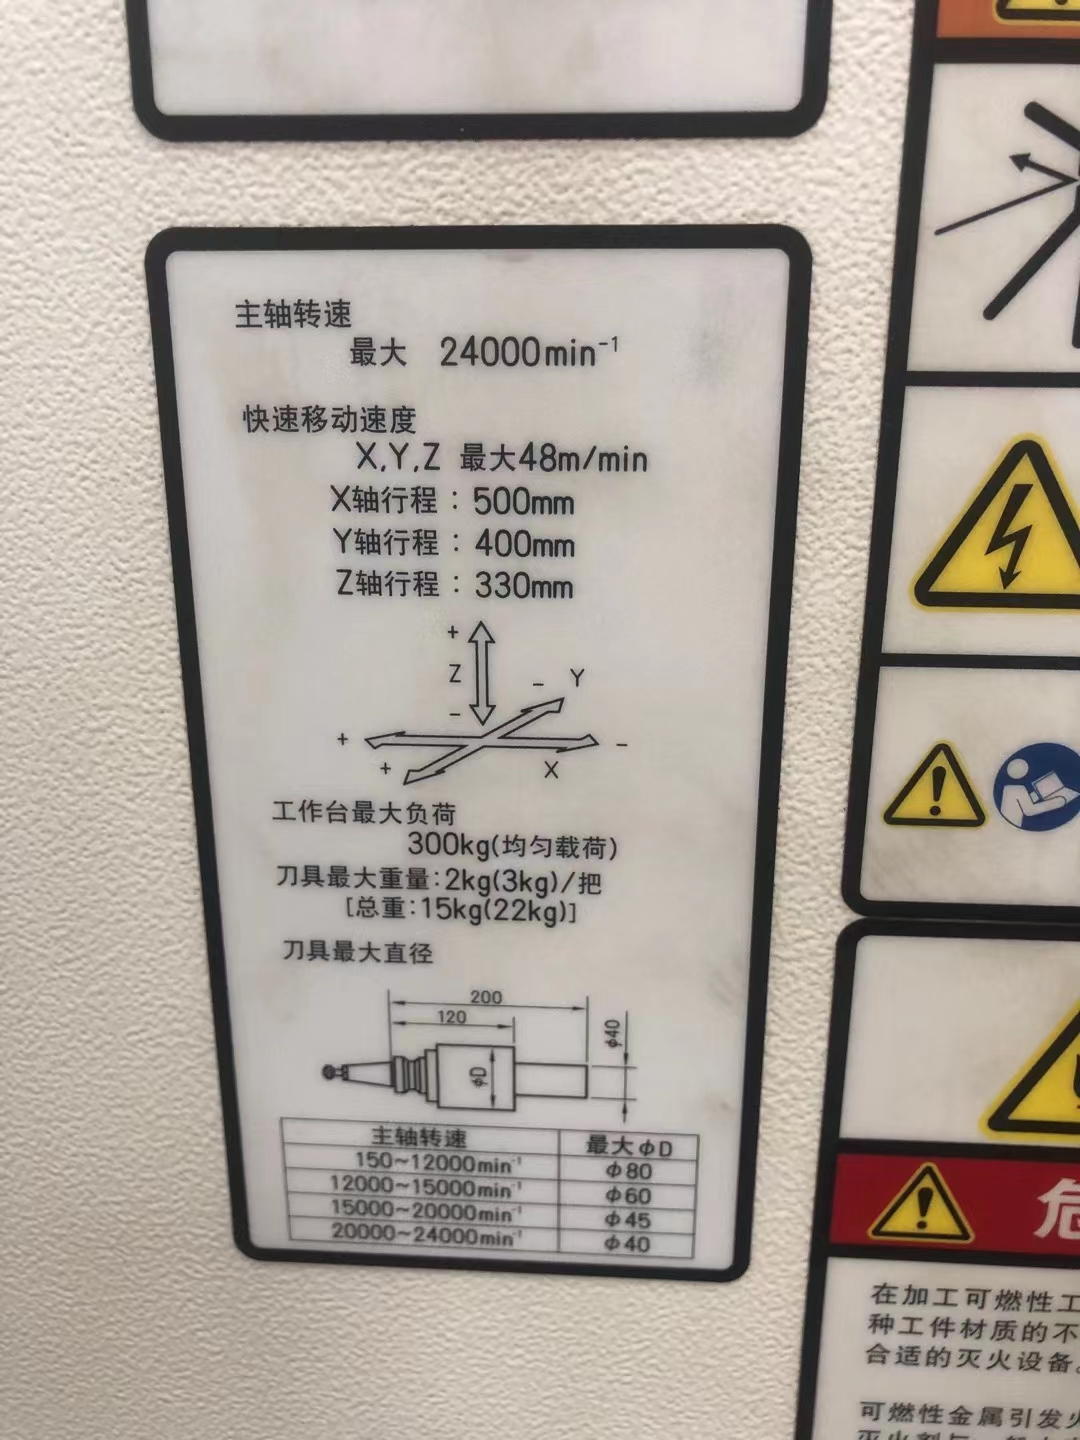 主轴转速
最大 24000min⁻¹
快速移动速度
X,Y,Z 最大48m/min
X轴行程：500mm
Y轴行程：400mm
Z轴行程：330mm
+
Z
- Y
-
+ -
+ X
工作台最大负荷
300kg(均匀载荷)
刀具最大重量:2kg(3kg)/把
[总重:15kg(22kg)]
刀具最大直径
200
120
φ40
φD
主轴转速 最大φD
150~12000min⁻¹ φ80
12000~15000min⁻¹ φ60
15000~20000min⁻¹ φ45
20000~24000min⁻¹ φ40
危
在加工可燃性工
种工件材质的不
合适的灭火设备。
可燃性金属引发火